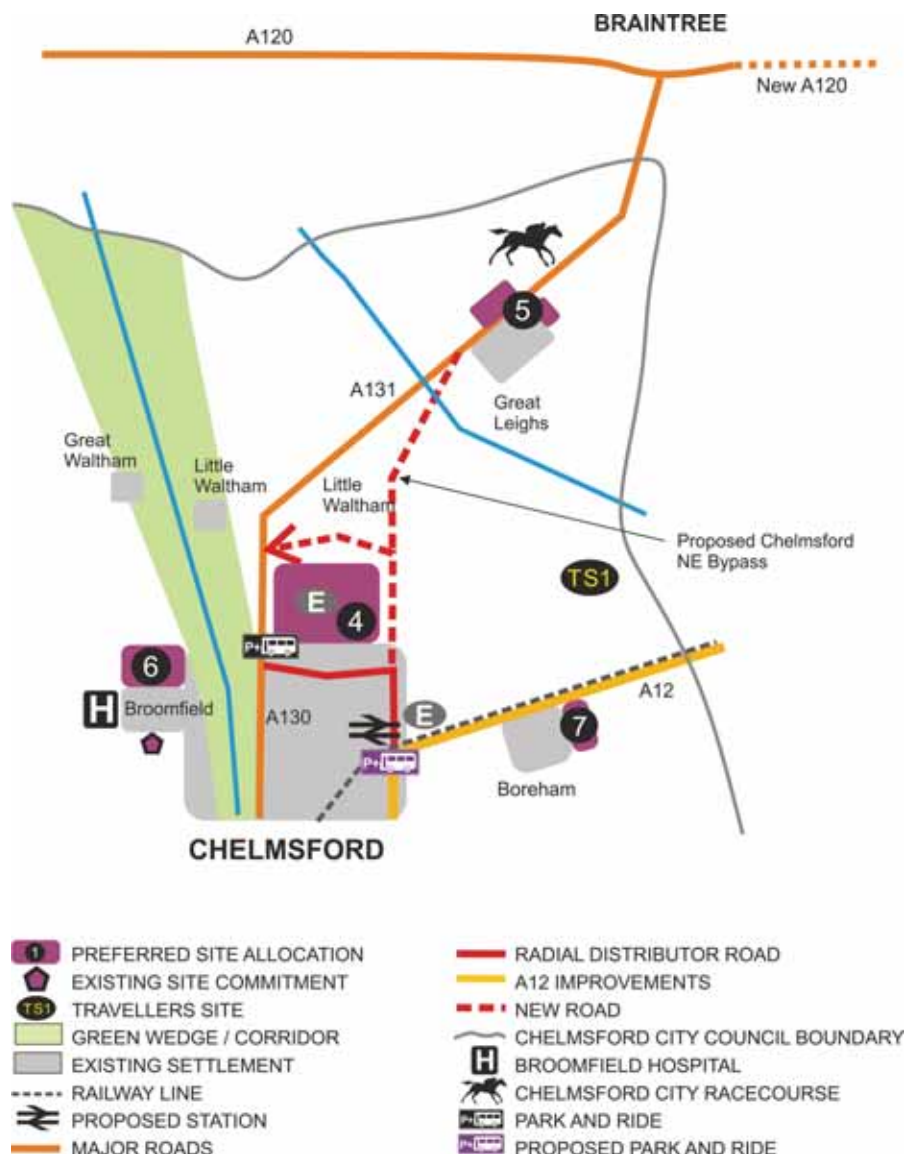 BRAINTREE
A120
New A120
5
A131
Great
Leighs
Great
Waltham
Little
Waltham
Little
Waltham
Proposed Chelmsford
NE Bypass
TS1
E
4
P+
6
H
Broomfield
A130
E
A12
7
P+
Boreham
CHELMSFORD
1 PREFERRED SITE ALLOCATION
EXISTING SITE COMMITMENT
TS1 TRAVELLERS SITE
GREEN WEDGE / CORRIDOR
EXISTING SETTLEMENT
RAILWAY LINE
PROPOSED STATION
MAJOR ROADS
RADIAL DISTRIBUTOR ROAD
A12 IMPROVEMENTS
NEW ROAD
CHELMSFORD CITY COUNCIL BOUNDARY
H BROOMFIELD HOSPITAL
CHELMSFORD CITY RACECOURSE
P+ PARK AND RIDE
P+ PROPOSED PARK AND RIDE